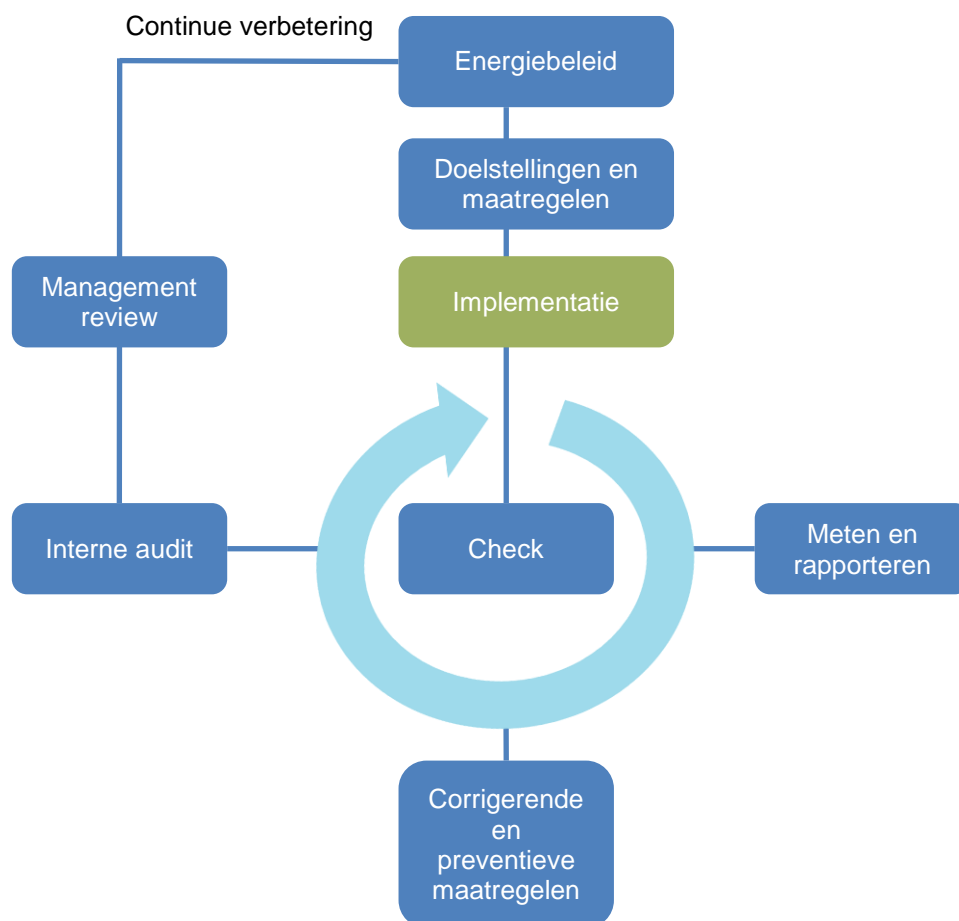 Continue verbetering
Energiebeleid
Doelstellingen en
maatregelen
Management
review
Implementatie
Interne audit
Check
Meten en
rapporteren
Corrigerende
en
preventieve
maatregelen